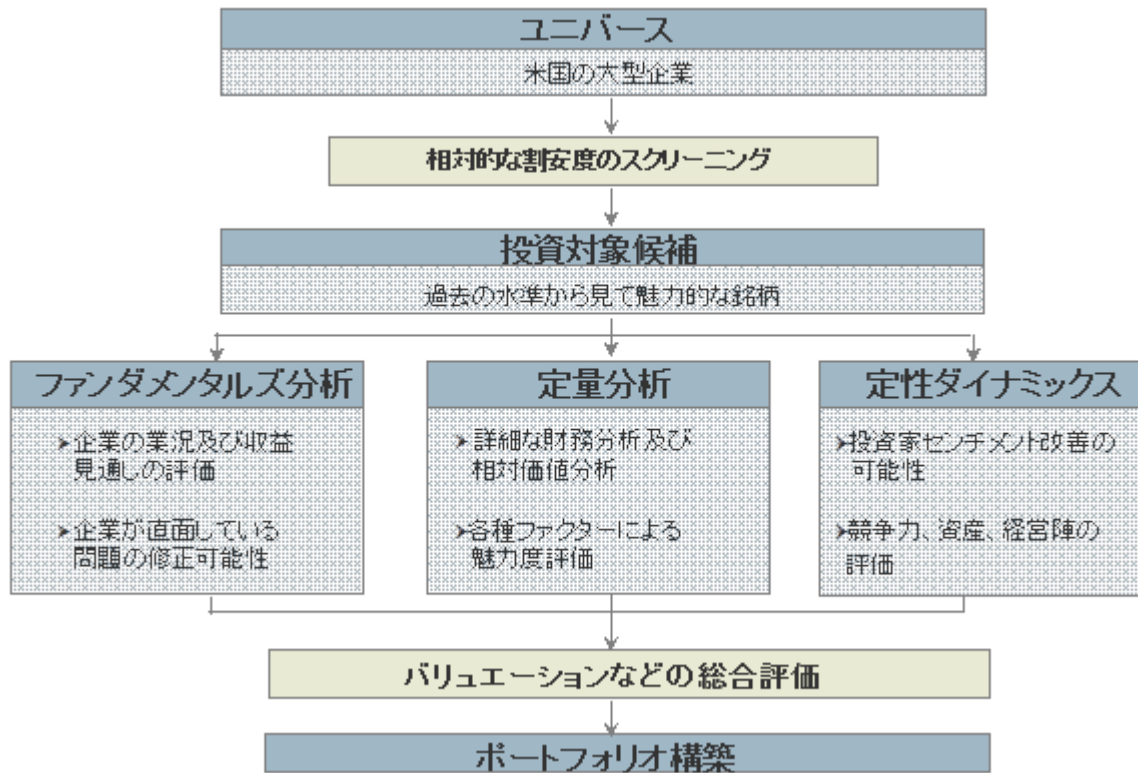 ユニバース
米国の大型企業
相対的な割安度のスクリーニング
投資対象候補
過去の水準から見て魅力的な銘柄
ファンダメンタルズ分析
➤企業の業況及び収益
見通しの評価
➤企業が直面している
問題の修正可能性
定量分析
➤詳細な財務分析及び
相対価値分析
➤各種ファクターによる
魅力度評価
定性ダイナミックス
➤投資家センチメント改善の
可能性
➤競争力、資産、経営陣の
評価
バリュエーションなどの総合評価
ポートフォリオ構築